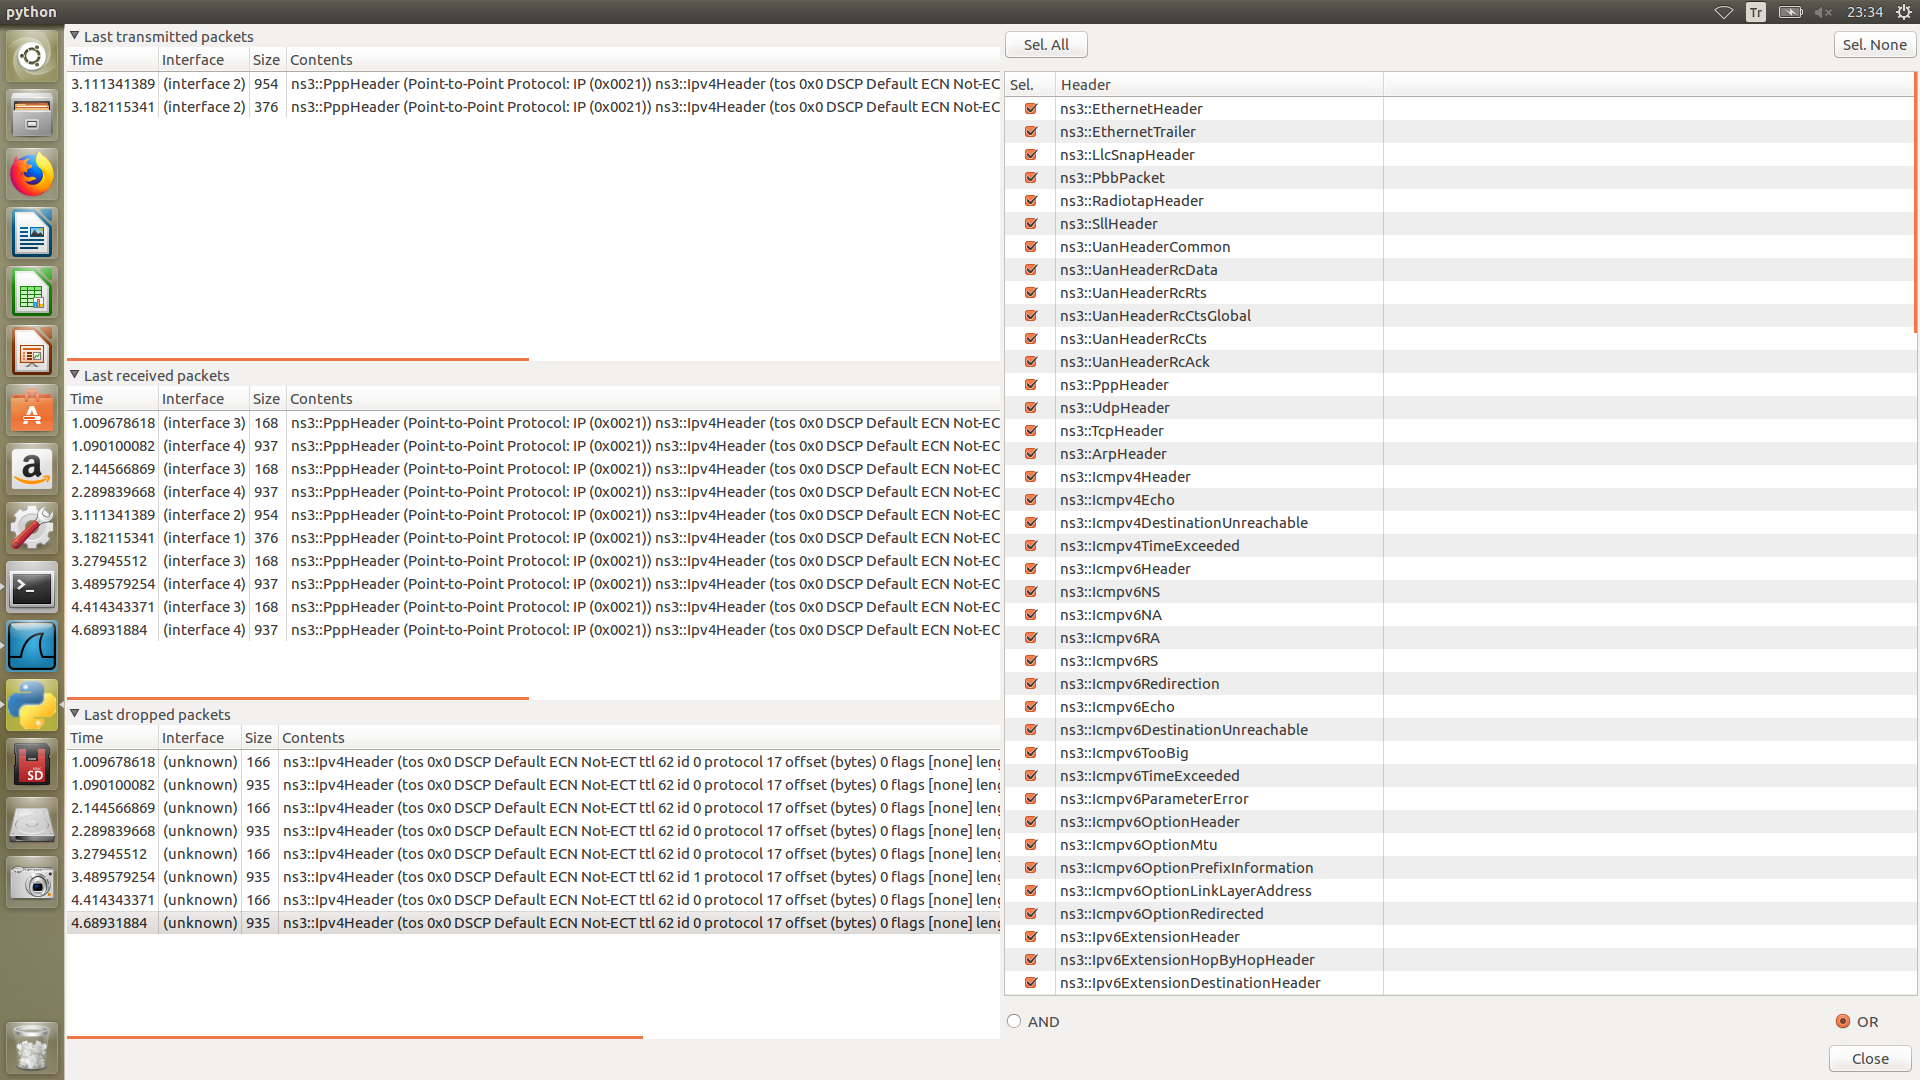 python
Tr
23:34
Last transmitted packets
Time Interface Size Contents
3.111341389 (interface 2) 954 ns3::PppHeader (Point-to-Point Protocol: IP (0x0021)) ns3::Ipv4Header (tos 0x0 DSCP Default ECN Not-EC
3.182115341 (interface 2) 376 ns3::PppHeader (Point-to-Point Protocol: IP (0x0021)) ns3::Ipv4Header (tos 0x0 DSCP Default ECN Not-EC
Last received packets
Time Interface Size Contents
1.009678618 (interface 3) 168 ns3::PppHeader (Point-to-Point Protocol: IP (0x0021)) ns3::Ipv4Header (tos 0x0 DSCP Default ECN Not-EC
1.090100082 (interface 4) 937 ns3::PppHeader (Point-to-Point Protocol: IP (0x0021)) ns3::Ipv4Header (tos 0x0 DSCP Default ECN Not-EC
2.144566869 (interface 3) 168 ns3::PppHeader (Point-to-Point Protocol: IP (0x0021)) ns3::Ipv4Header (tos 0x0 DSCP Default ECN Not-EC
2.289839668 (interface 4) 937 ns3::PppHeader (Point-to-Point Protocol: IP (0x0021)) ns3::Ipv4Header (tos 0x0 DSCP Default ECN Not-EC
3.111341389 (interface 2) 954 ns3::PppHeader (Point-to-Point Protocol: IP (0x0021)) ns3::Ipv4Header (tos 0x0 DSCP Default ECN Not-EC
3.182115341 (interface 1) 376 ns3::PppHeader (Point-to-Point Protocol: IP (0x0021)) ns3::Ipv4Header (tos 0x0 DSCP Default ECN Not-EC
3.27945512 (interface 3) 168 ns3::PppHeader (Point-to-Point Protocol: IP (0x0021)) ns3::Ipv4Header (tos 0x0 DSCP Default ECN Not-EC
3.489579254 (interface 4) 937 ns3::PppHeader (Point-to-Point Protocol: IP (0x0021)) ns3::Ipv4Header (tos 0x0 DSCP Default ECN Not-EC
4.414343371 (interface 3) 168 ns3::PppHeader (Point-to-Point Protocol: IP (0x0021)) ns3::Ipv4Header (tos 0x0 DSCP Default ECN Not-EC
4.68931884 (interface 4) 937 ns3::PppHeader (Point-to-Point Protocol: IP (0x0021)) ns3::Ipv4Header (tos 0x0 DSCP Default ECN Not-EC
Last dropped packets
Time Interface Size Contents
1.009678618 (unknown) 166 ns3::Ipv4Header (tos 0x0 DSCP Default ECN Not-ECT ttl 62 id 0 protocol 17 offset (bytes) 0 flags [none] leng
1.090100082 (unknown) 935 ns3::Ipv4Header (tos 0x0 DSCP Default ECN Not-ECT ttl 62 id 0 protocol 17 offset (bytes) 0 flags [none] leng
2.144566869 (unknown) 166 ns3::Ipv4Header (tos 0x0 DSCP Default ECN Not-ECT ttl 62 id 0 protocol 17 offset (bytes) 0 flags [none] leng
2.289839668 (unknown) 935 ns3::Ipv4Header (tos 0x0 DSCP Default ECN Not-ECT ttl 62 id 0 protocol 17 offset (bytes) 0 flags [none] leng
3.27945512 (unknown) 166 ns3::Ipv4Header (tos 0x0 DSCP Default ECN Not-ECT ttl 62 id 0 protocol 17 offset (bytes) 0 flags [none] leng
3.489579254 (unknown) 935 ns3::Ipv4Header (tos 0x0 DSCP Default ECN Not-ECT ttl 62 id 1 protocol 17 offset (bytes) 0 flags [none] leng
4.414343371 (unknown) 166 ns3::Ipv4Header (tos 0x0 DSCP Default ECN Not-ECT ttl 62 id 0 protocol 17 offset (bytes) 0 flags [none] leng
4.68931884 (unknown) 935 ns3::Ipv4Header (tos 0x0 DSCP Default ECN Not-ECT ttl 62 id 0 protocol 17 offset (bytes) 0 flags [none] leng
Sel. All
Sel. None
Sel. Header
ns3::EthernetHeader
ns3::EthernetTrailer
ns3::LlcSnapHeader
ns3::PbbPacket
ns3::RadiotapHeader
ns3::SllHeader
ns3::UanHeaderCommon
ns3::UanHeaderRcData
ns3::UanHeaderRcRts
ns3::UanHeaderRcCtsGlobal
ns3::UanHeaderRcCts
ns3::UanHeaderRcAck
ns3::PppHeader
ns3::UdpHeader
ns3::TcpHeader
ns3::ArpHeader
ns3::Icmpv4Header
ns3::Icmpv4Echo
ns3::Icmpv4DestinationUnreachable
ns3::Icmpv4TimeExceeded
ns3::Icmpv6Header
ns3::Icmpv6NS
ns3::Icmpv6NA
ns3::Icmpv6RA
ns3::Icmpv6RS
ns3::Icmpv6Redirection
ns3::Icmpv6Echo
ns3::Icmpv6DestinationUnreachable
ns3::Icmpv6TooBig
ns3::Icmpv6TimeExceeded
ns3::Icmpv6ParameterError
ns3::Icmpv6OptionHeader
ns3::Icmpv6OptionMtu
ns3::Icmpv6OptionPrefixInformation
ns3::Icmpv6OptionLinkLayerAddress
ns3::Icmpv6OptionRedirected
ns3::Ipv6ExtensionHeader
ns3::Ipv6ExtensionHopByHopHeader
ns3::Ipv6ExtensionDestinationHeader
AND
OR
Close
A
a
>_
SD